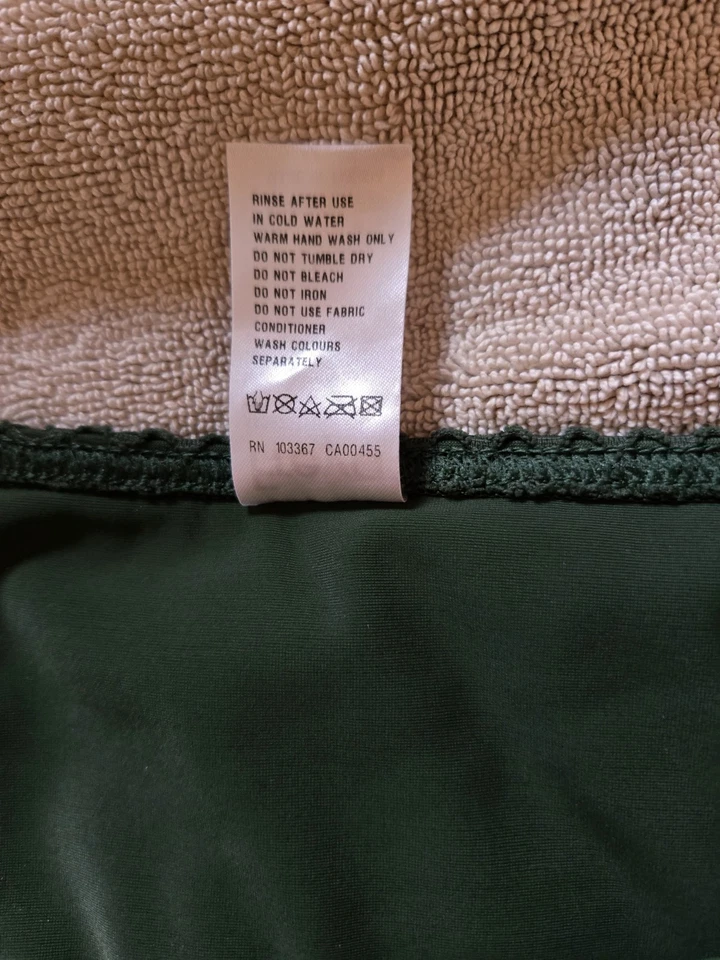 RINSE AFTER USE
IN COLD WATER
WARM HAND WASH ONLY
DO NOT TUMBLE DRY
DO NOT BLEACH
DO NOT IRON
DO NOT USE FABRIC
CONDITIONER
WASH COLOURS
SEPARATELY
RN 103367 CA00455